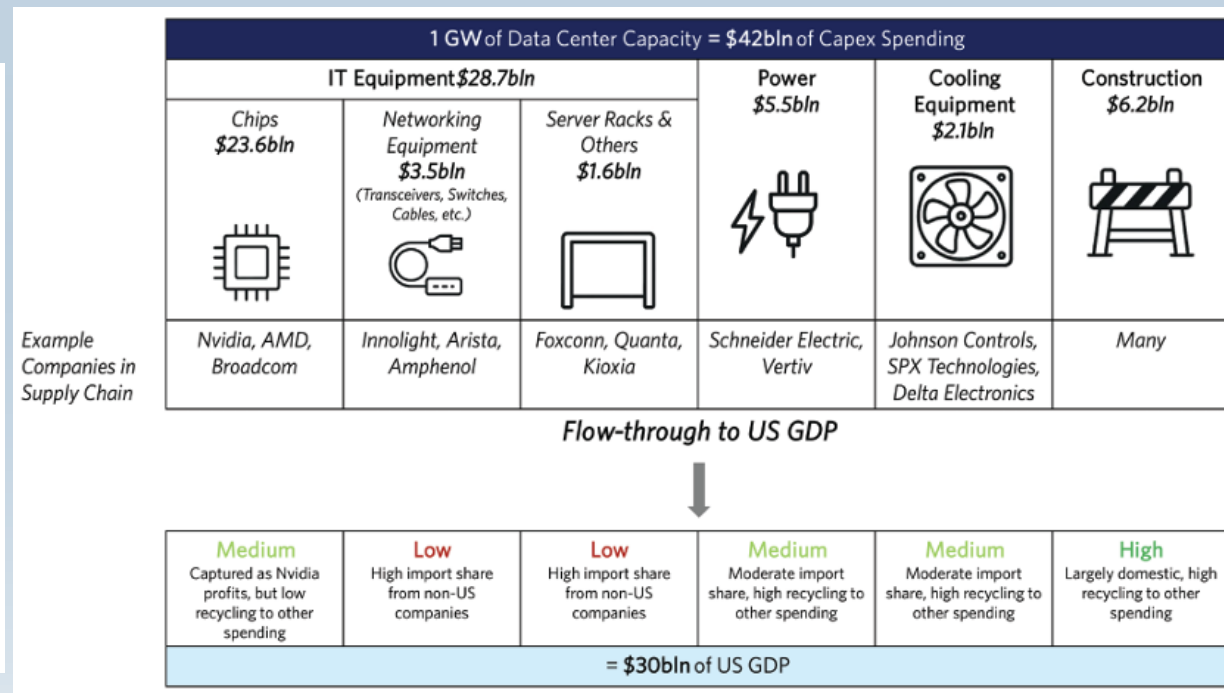 1 GW of Data Center Capacity = $42bln of Capex Spending
IT Equipment $28.7bln
Power
$5.5bln
Cooling
Equipment
$2.1bln
Construction
$6.2bln
Chips
$23.6bln
Networking
Equipment
$3.5bln
(Transceivers, Switches,
Cables, etc.)
Server Racks &
Others
$1.6bln
Example
Companies in
Supply Chain
Nvidia, AMD,
Broadcom
Innolight, Arista,
Amphenol
Foxconn, Quanta,
Kioxia
Schneider Electric,
Vertiv
Johnson Controls,
SPX Technologies,
Delta Electronics
Many
Flow-through to US GDP
Medium
Captured as Nvidia
profits, but low
recycling to other
spending
Low
High import share
from non-US
companies
Low
High import share
from non-US
companies
Medium
Moderate import
share, high recycling to
other spending
Medium
Moderate import
share, high recycling to
other spending
High
Largely domestic, high
recycling to other
spending
= $30bln of US GDP